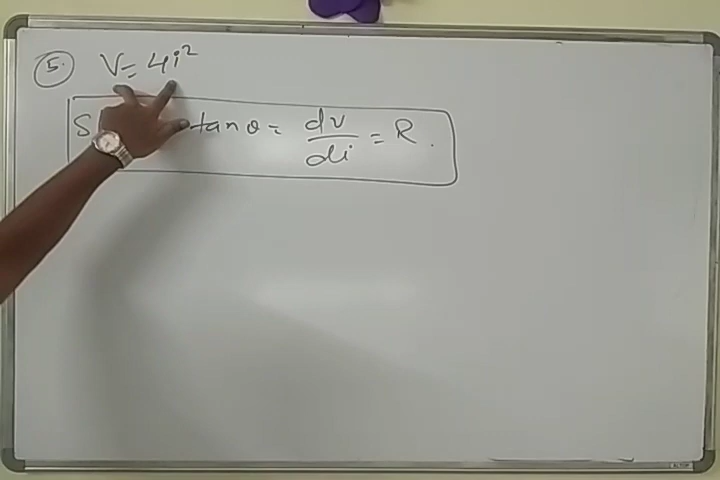 5. V = 4i²
S tanθ = dv/di = R.